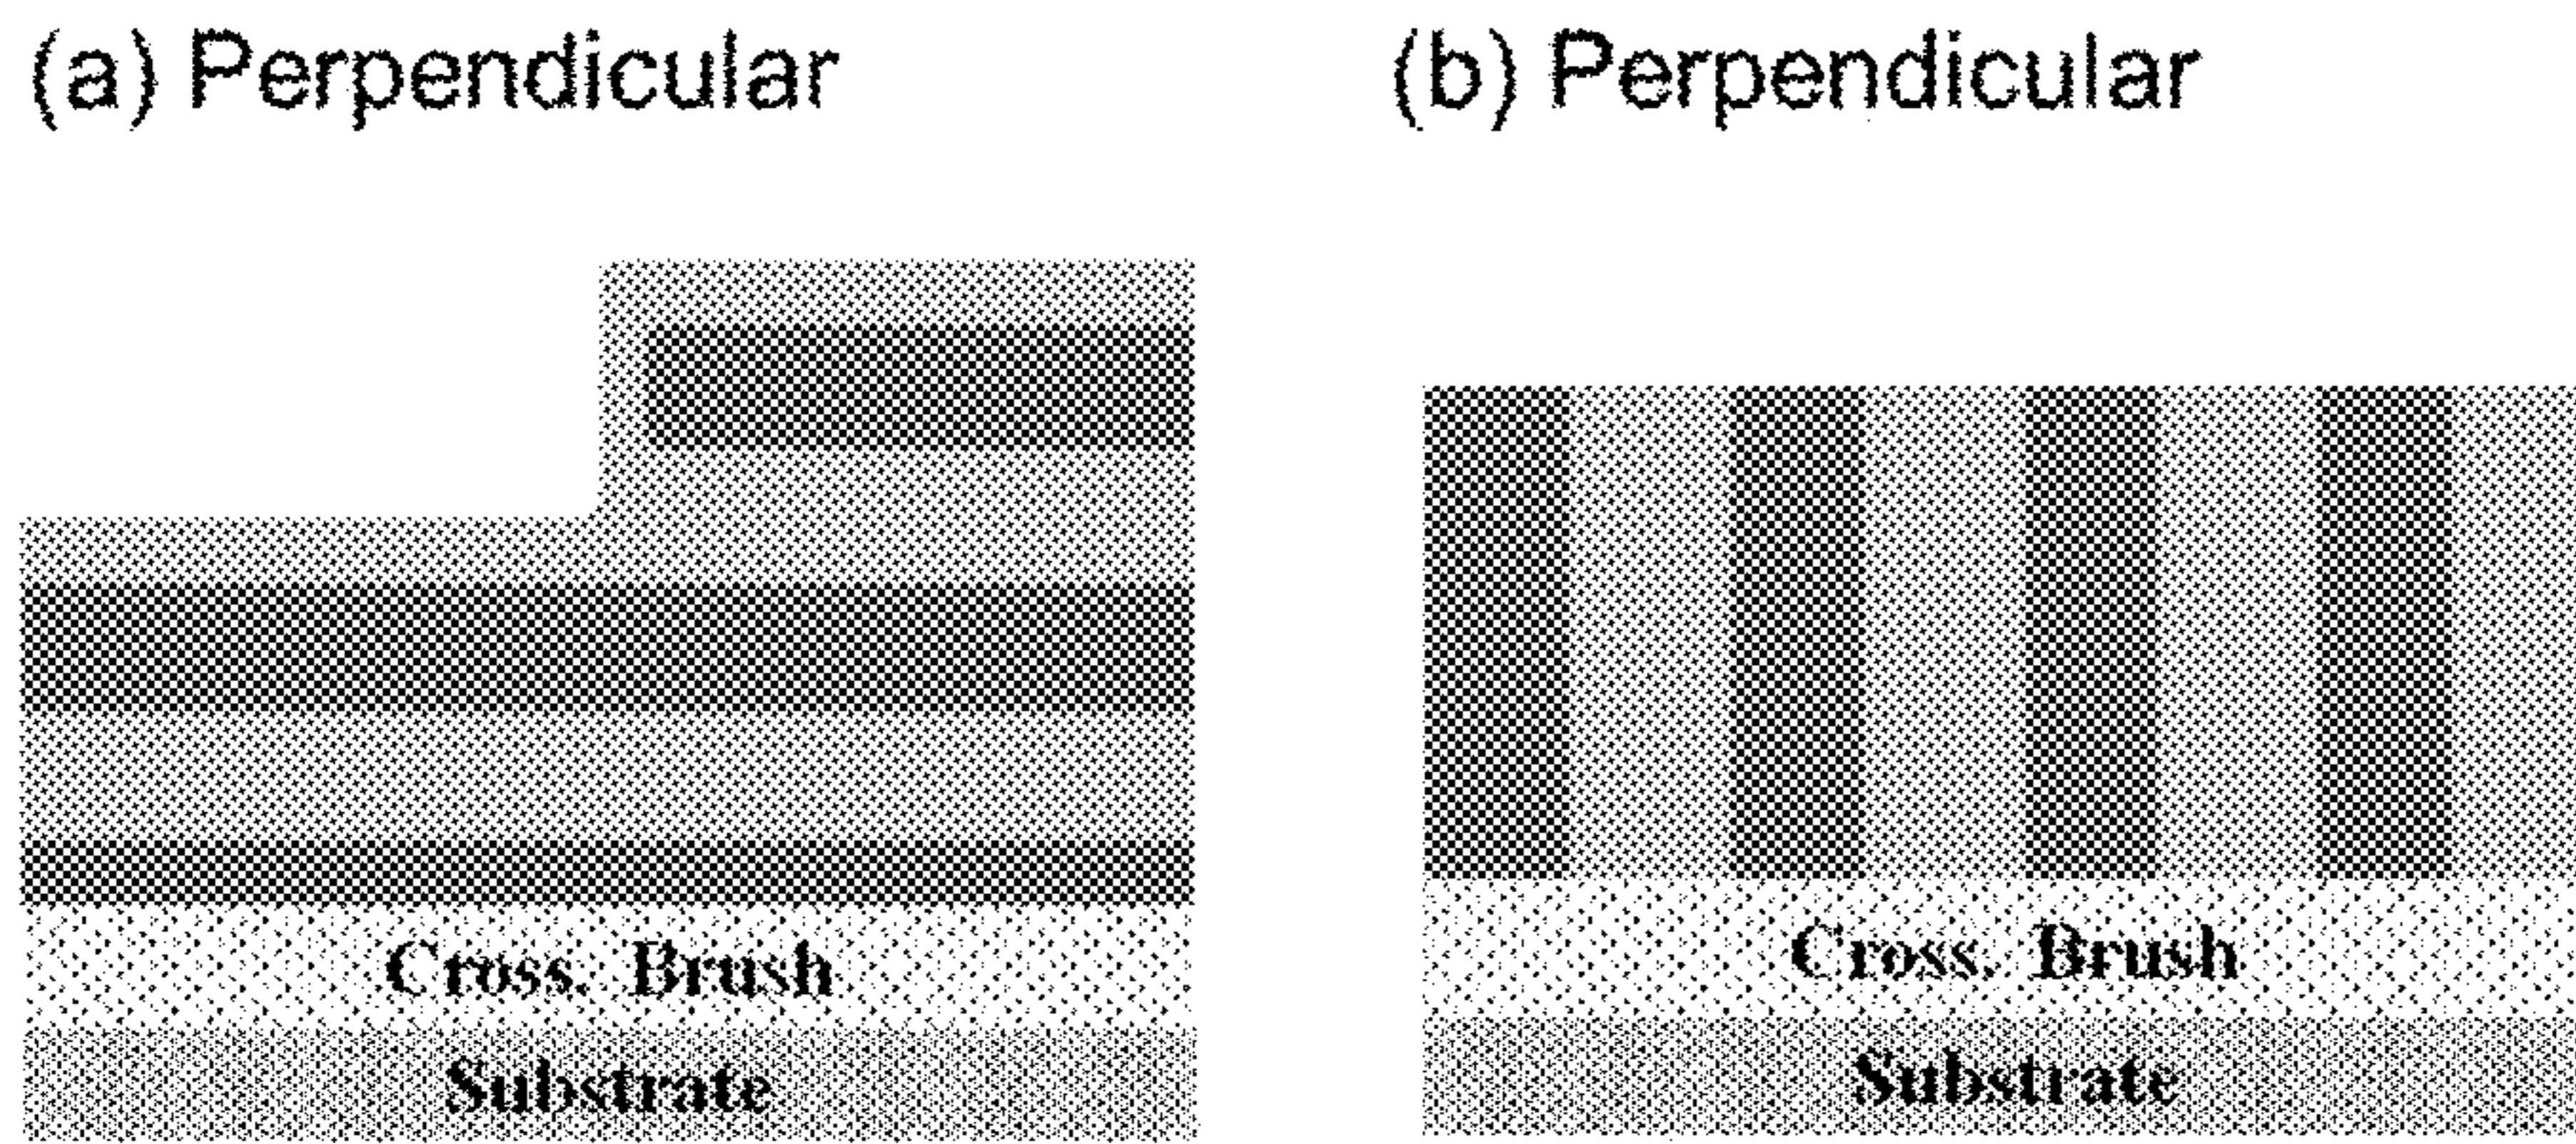 (a) Perpendicular
(b) Perpendicular
Cross. Brush
Substrate
Cross. Brush
Substrate